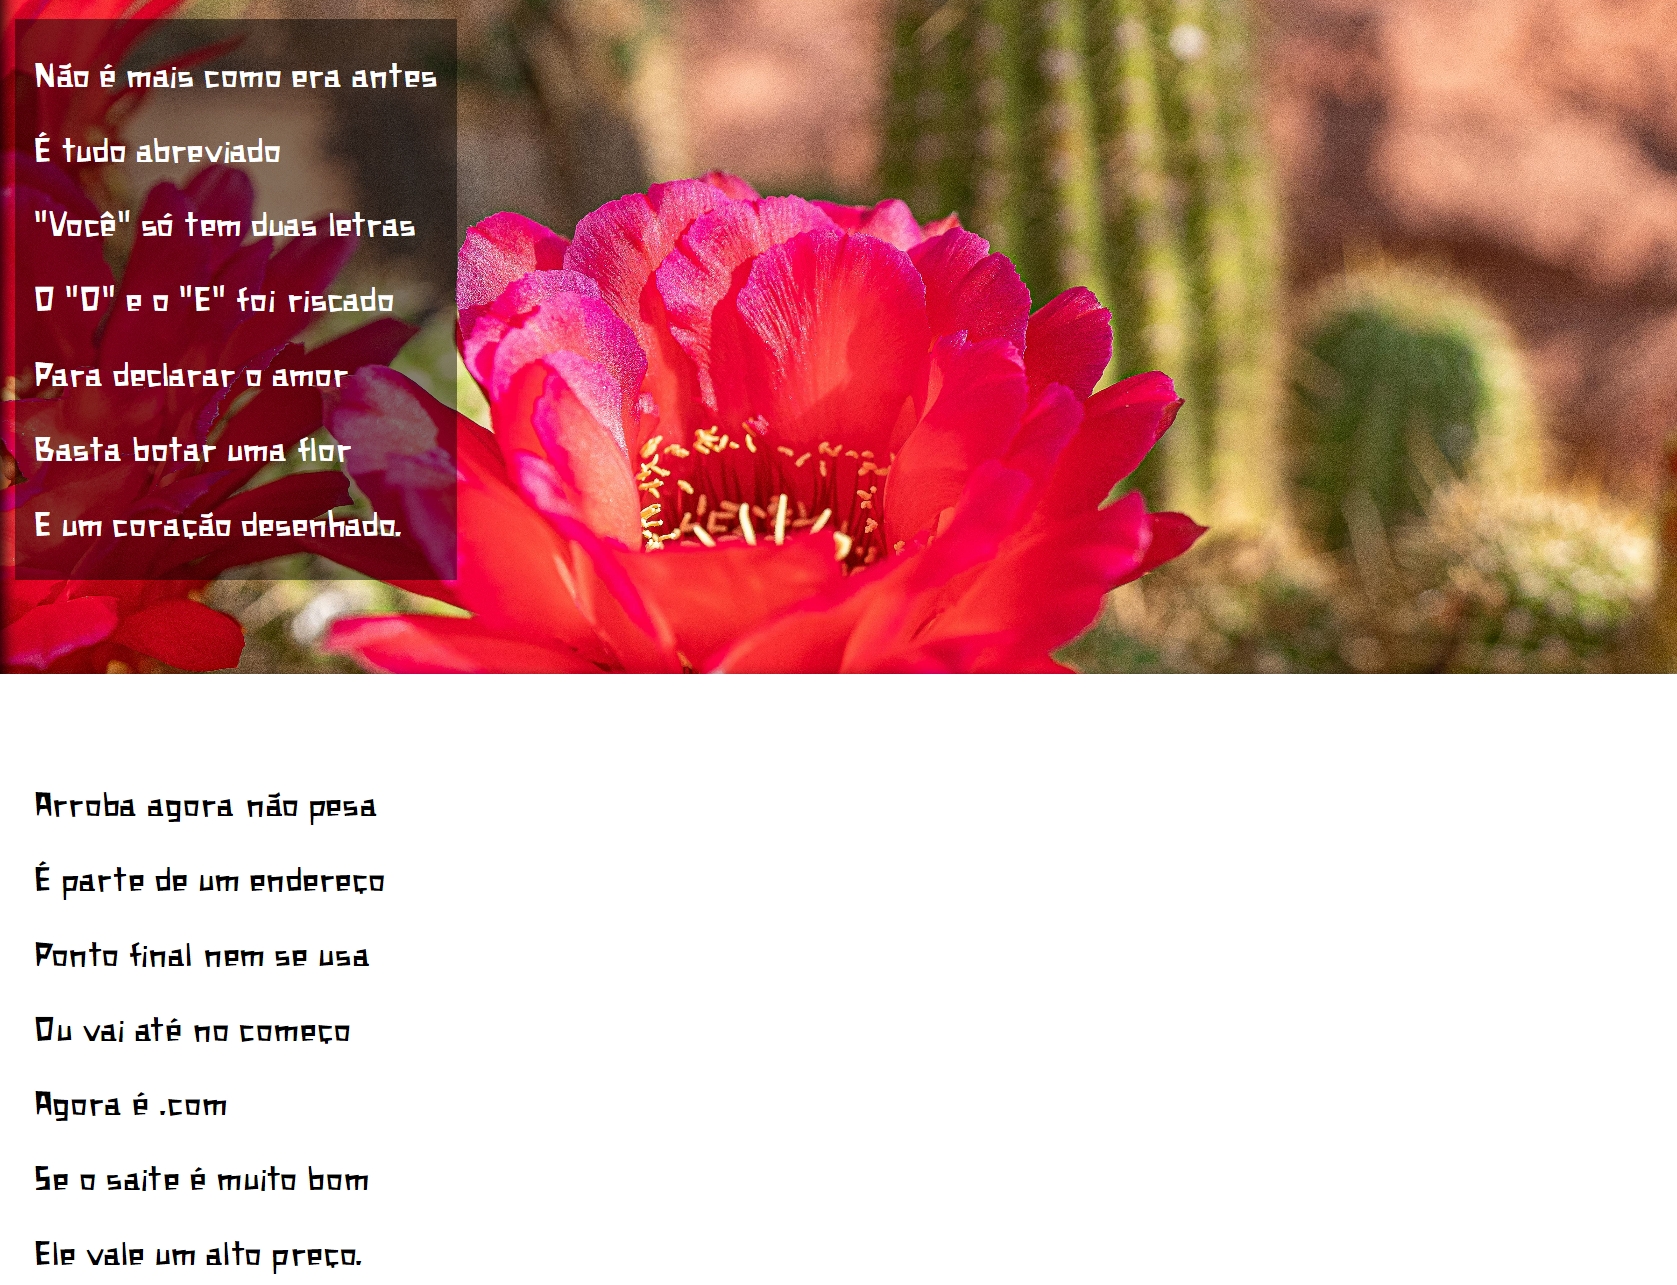 Não é mais como era antes
É tudo abreviado
"Você" só tem duas letras
O "O" e o "E" foi riscado
Para declarar o amor
Basta botar uma flor
E um coração desenhado.
Arroba agora não pesa
É parte de um endereço
Ponto final nem se usa
Ou vai até no começo
Agora é .com
Se o saite é muito bom
Ele vale um alto preço.